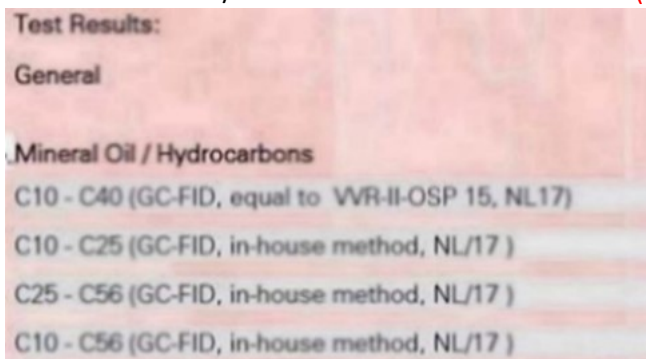 Test Results:
General
Mineral Oil / Hydrocarbons
C10 - C40 (GC-FID, equal to VVR-II-OSP 15, NL17)
C10 - C25 (GC-FID, in-house method, NL/17 )
C25 - C56 (GC-FID, in-house method, NL/17 )
C10 - C56 (GC-FID, in-house method, NL/17 )